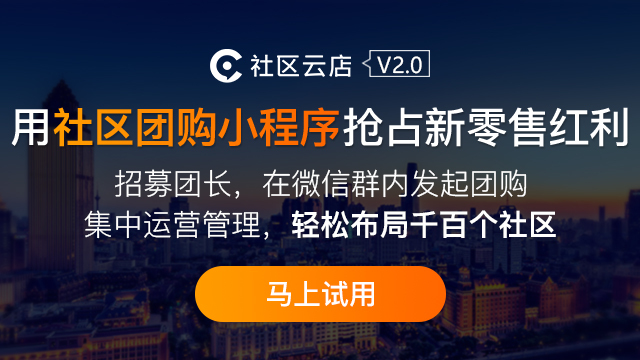 社区云店 V2.0
用社区团购小程序抢占新零售红利
招募团长，在微信群内发起团购
集中运营管理，轻松布局千百个社区
马上试用